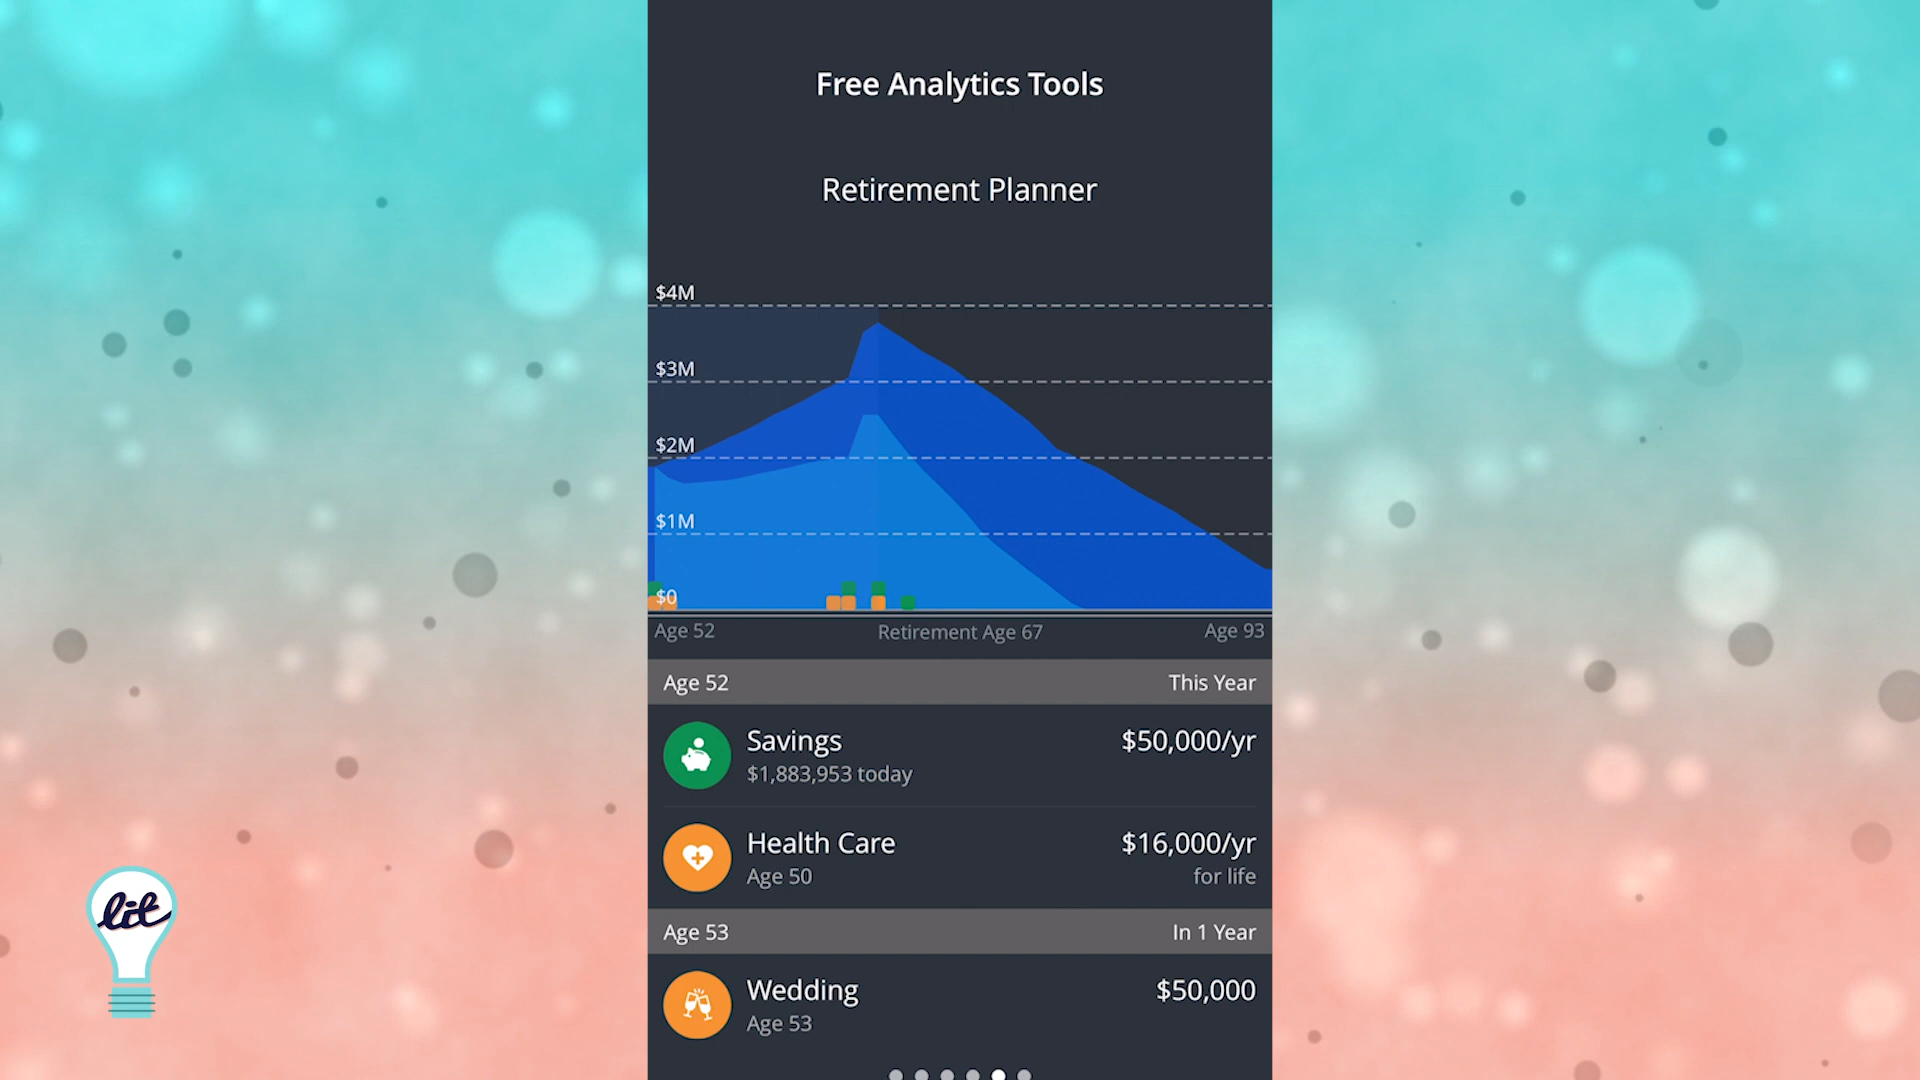 Free Analytics Tools
Retirement Planner
$4M
$3M
$2M
$1M
$0
Age 52 Retirement Age 67 Age 93
Age 52 This Year
Savings $50,000/yr
$1,883,953 today
Health Care $16,000/yr
Age 50 for life
Age 53 In 1 Year
Wedding $50,000
Age 53
lit